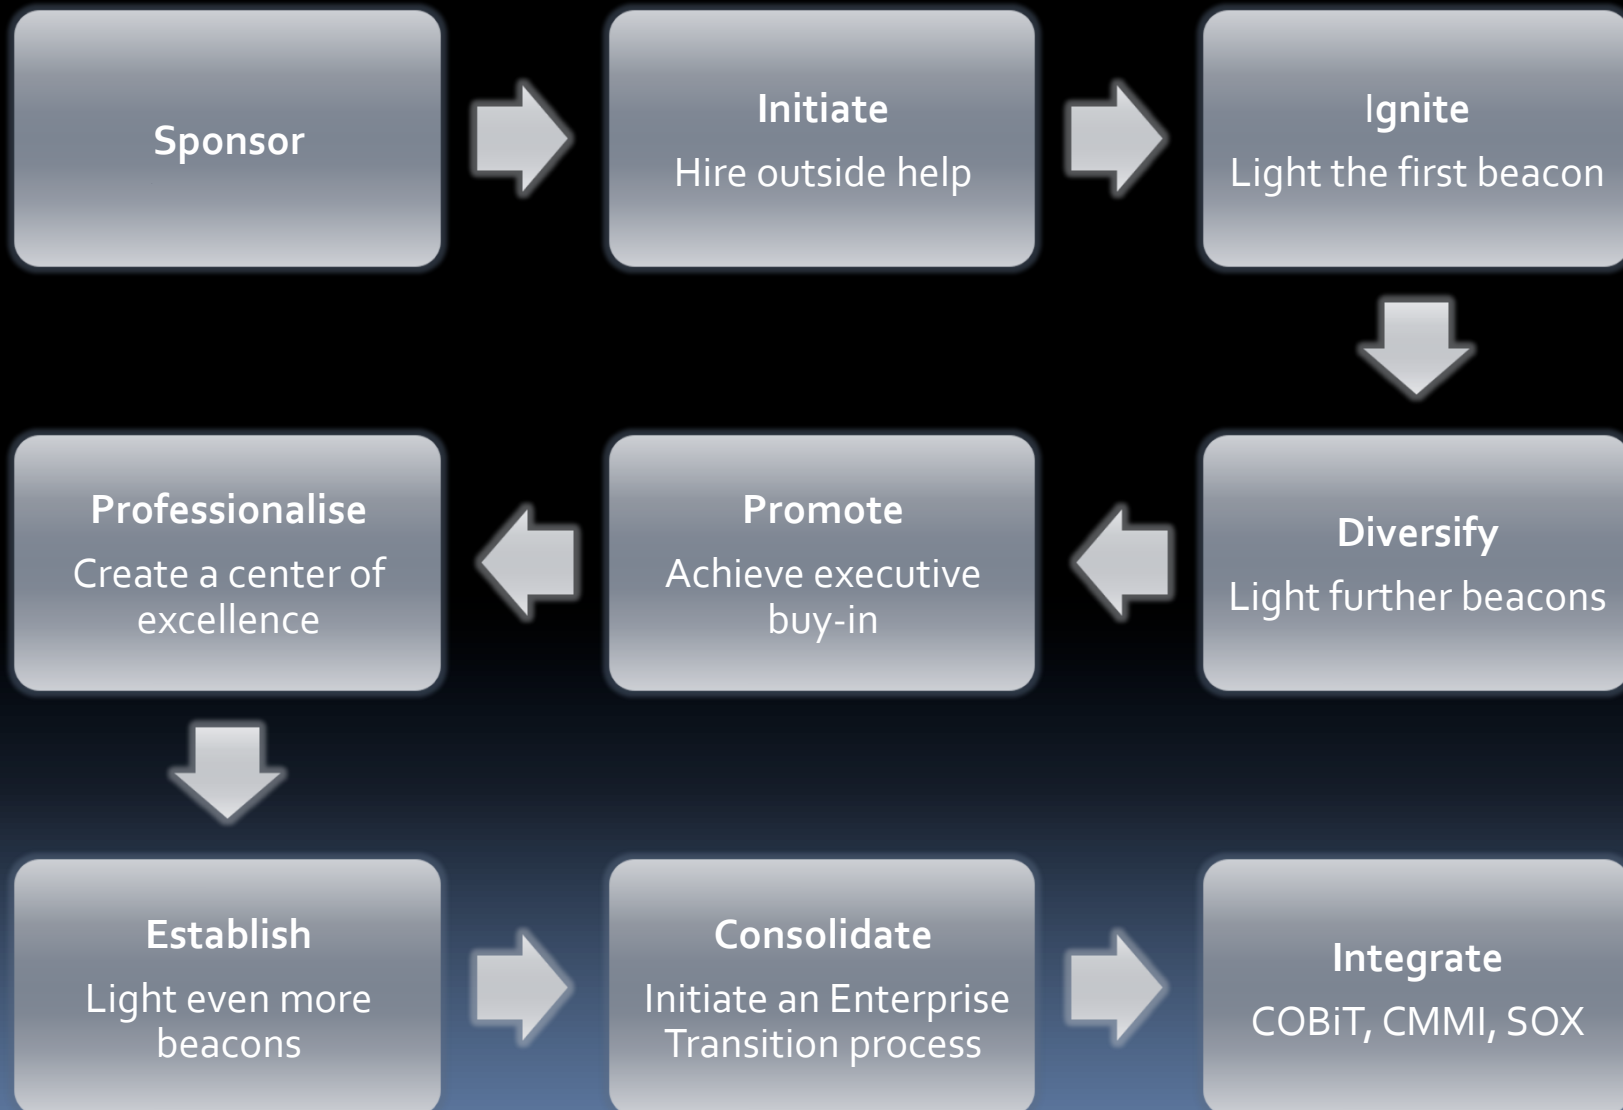 Sponsor
Initiate
Hire outside help
Ignite
Light the first beacon
Diversify
Light further beacons
Promote
Achieve executive
buy-in
Professionalise
Create a center of
excellence
Establish
Light even more
beacons
Consolidate
Initiate an Enterprise
Transition process
Integrate
COBiT, CMMI, SOX